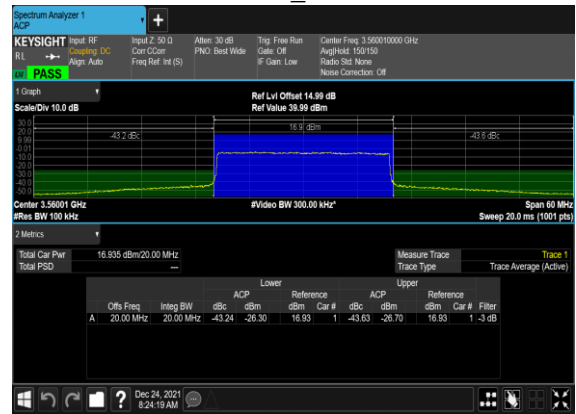 Spectrum Analyzer 1
ACP
KEYSIGHT Input: RF Input Z: 50 Ω Atten: 30 dB Trig: Free Run Center Freq: 3.560010000 GHz
RL Coupling: DC Corr CCorr PNO: Best Wide Gate: Off Avg|Hold: 150/150
Align: Auto Freq Ref: Int (S) IF Gain: Low Radio Std: None
PASS Noise Correction: Off
1 Graph
Ref Lvl Offset 14.99 dB
Scale/Div 10.0 dB Ref Value 39.99 dBm
30.0 16.9 dBm
20.0 -43.2 dBc -43.6 dBc
9.99
-0.01
-10.0
-20.0
-30.0
-40.0
-50.0
Center 3.56001 GHz #Video BW 300.00 kHz* Span 60 MHz
#Res BW 100 kHz Sweep 20.0 ms (1001 pts)
2 Metrics
Total Car Pwr 16.935 dBm/20.00 MHz Measure Trace Trace 1
Total PSD --- Trace Type Trace Average (Active)
Lower Upper
ACP Reference ACP Reference
Offs Freq Integ BW dBc dBm dBm Car # dBc dBm dBm Car # Filter
A 20.00 MHz 20.00 MHz -43.24 -26.30 16.93 1 -43.63 -26.70 16.93 1 -3 dB
? Dec 24, 2021
8:24:19 AM